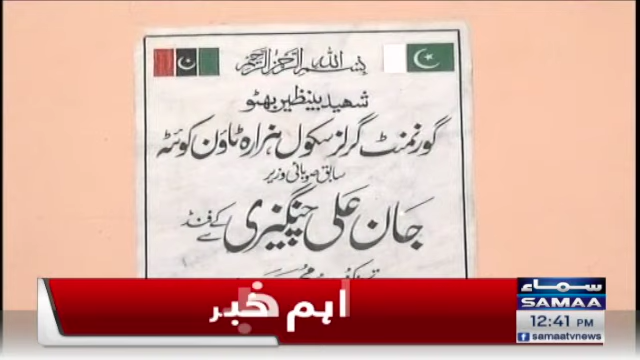 بسم الله الرحمن الرحیم
شہید بینظیر بھٹو
گورنمنٹ گرلز سکول ہزارہ ٹاؤن کوئٹہ
سابق صوبائی وزیر
جان علی چنگیزی کے فنڈ سے
اہم خبر
سماء
SAMAA
12:41 PM
samaatvnews